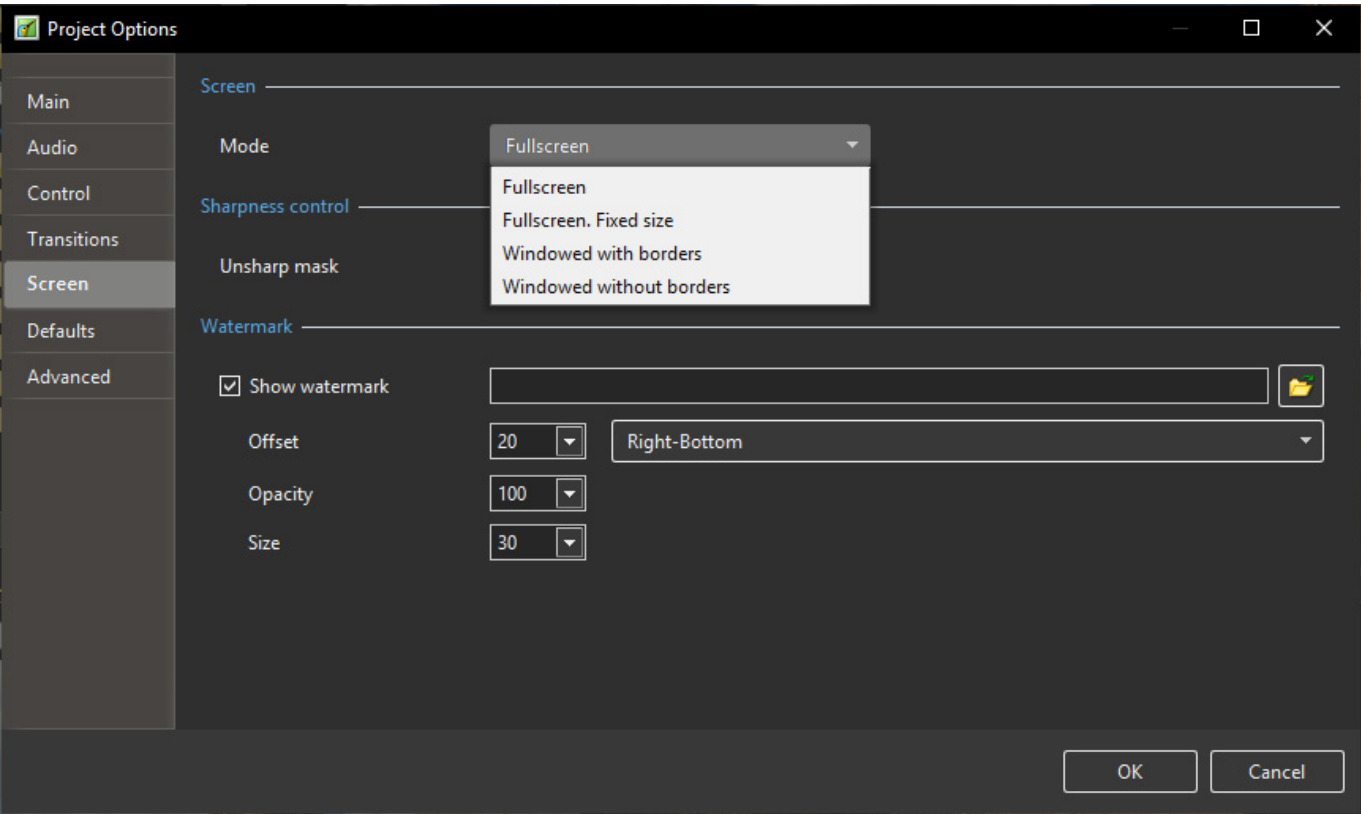 Project Options
Main
Audio
Control
Transitions
Screen
Defaults
Advanced
Screen
Mode
Fullscreen
Fullscreen
Fullscreen. Fixed size
Windowed with borders
Windowed without borders
Sharpness control
Unsharp mask
Watermark
Show watermark
Offset 20 Right-Bottom
Opacity 100
Size 30
OK Cancel